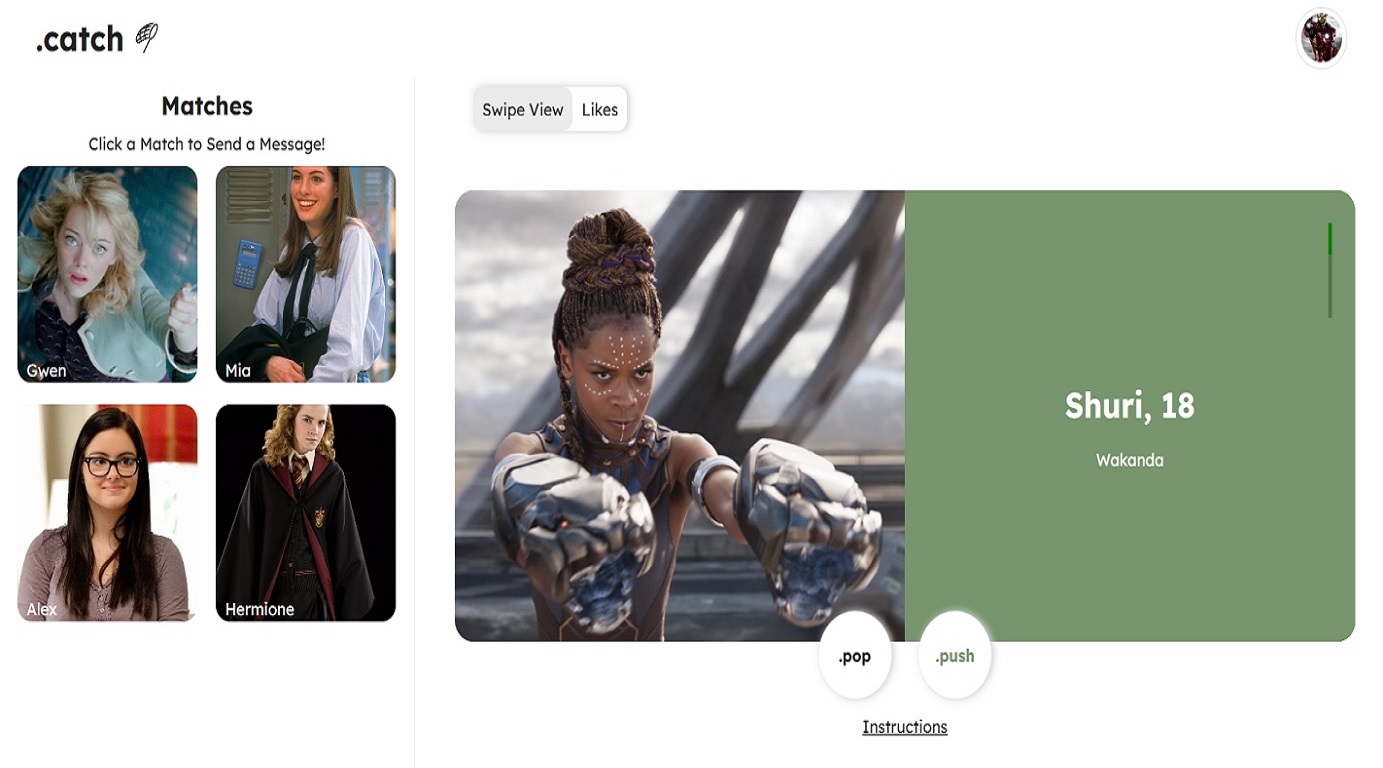 .catch
Matches
Click a Match to Send a Message!
Gwen
Mia
Alex
Hermione
Swipe View
Likes
Shuri, 18
Wakanda
.pop
.push
Instructions